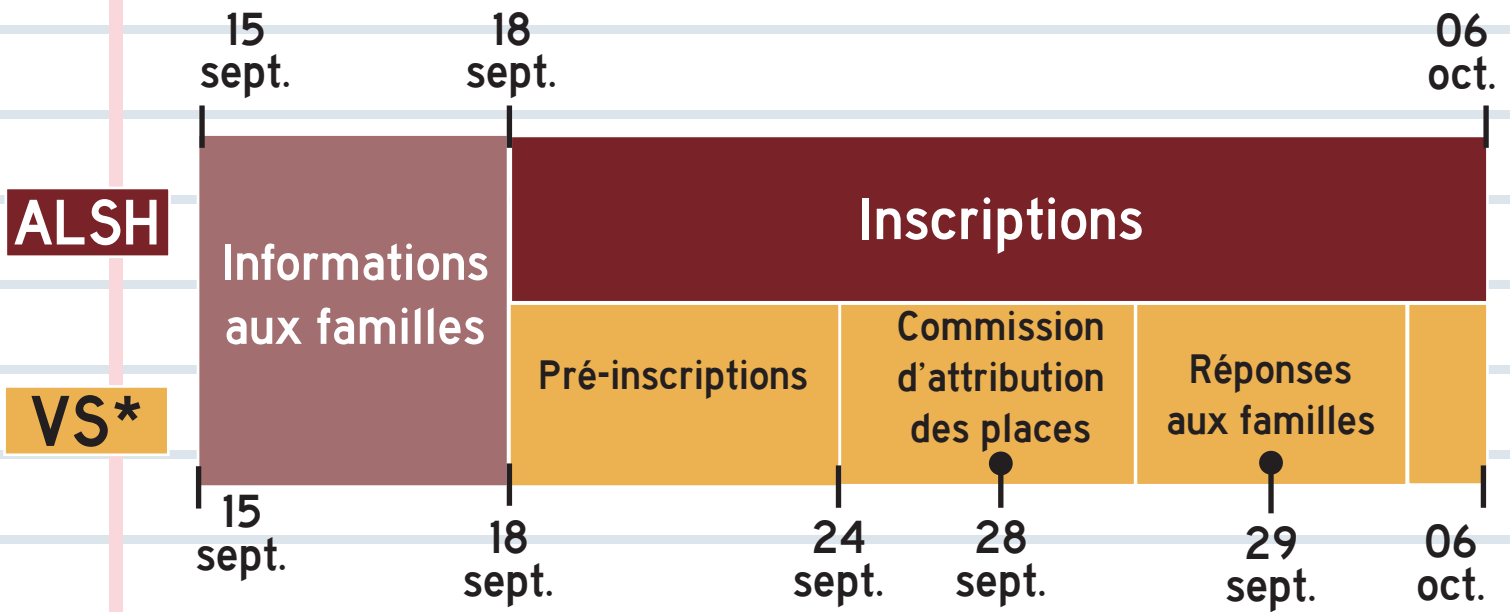 15
sept.
18
sept.
06
oct.
ALSH
Informations
aux familles
Inscriptions
VS*
Pré-inscriptions
Commission
d'attribution
des places
Réponses
aux familles
15
sept.
18
sept.
24
sept.
28
sept.
29
sept.
06
oct.